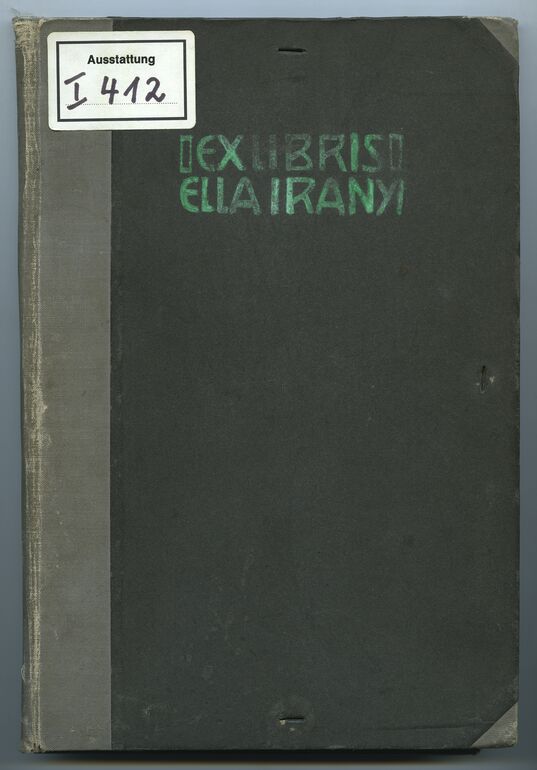 Ausstattung
I 412
EX LIBRIS
ELLA IRANYI